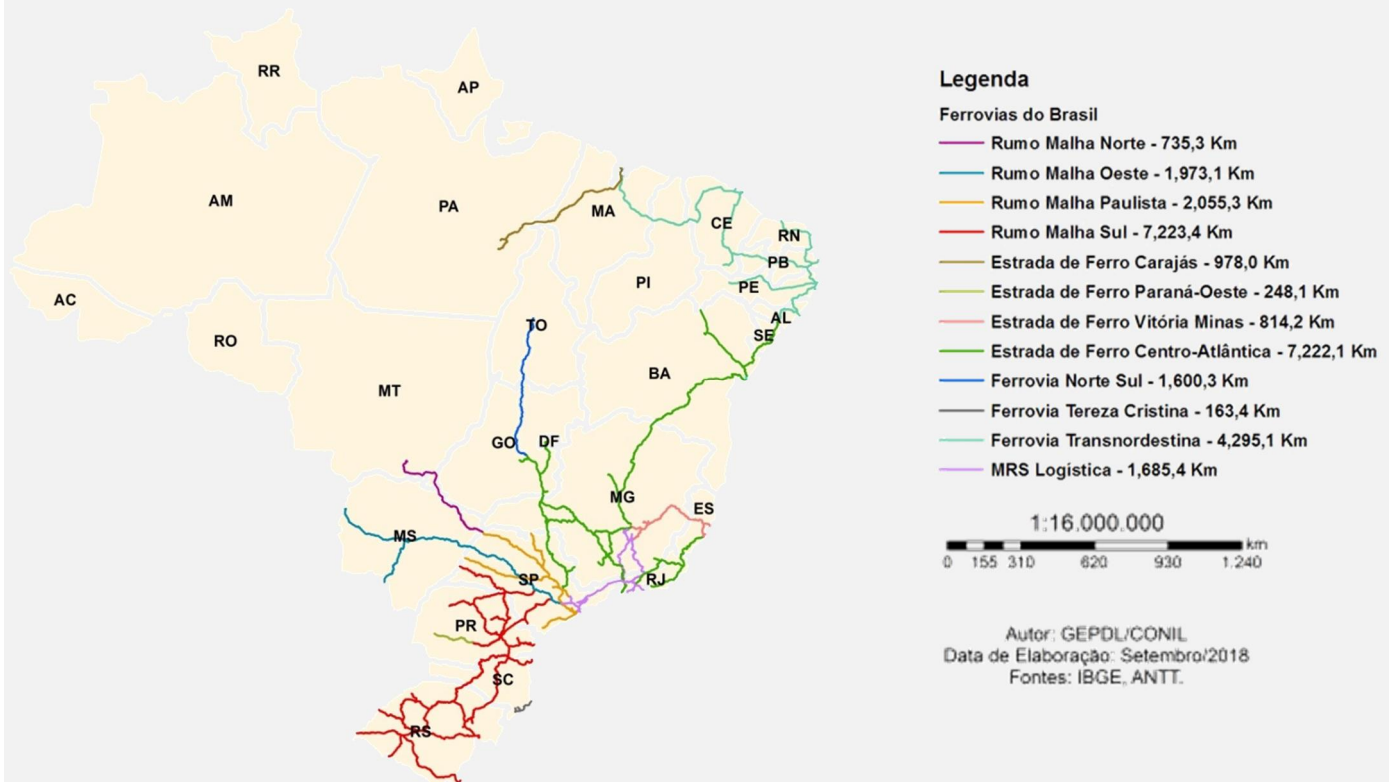 RR
AP
AM
PA
MA
CE
RN
PB
PI
PE
AC
AL
TO
SE
RO
BA
MT
GO
DF
MG
ES
MS
SP
RJ
PR
SC
RS
Legenda
Ferrovias do Brasil
Rumo Malha Norte - 735,3 Km
Rumo Malha Oeste - 1,973,1 Km
Rumo Malha Paulista - 2,055,3 Km
Rumo Malha Sul - 7,223,4 Km
Estrada de Ferro Carajás - 978,0 Km
Estrada de Ferro Paraná-Oeste - 248,1 Km
Estrada de Ferro Vitória Minas - 814,2 Km
Estrada de Ferro Centro-Atlântica - 7,222,1 Km
Ferrovia Norte Sul - 1,600,3 Km
Ferrovia Tereza Cristina - 163,4 Km
Ferrovia Transnordestina - 4,295,1 Km
MRS Logística - 1,685,4 Km
1:16.000.000
km
0 155 310 620 930 1.240
Autor: GEPDL/CONIL
Data de Elaboração: Setembro/2018
Fontes: IBGE, ANTT.